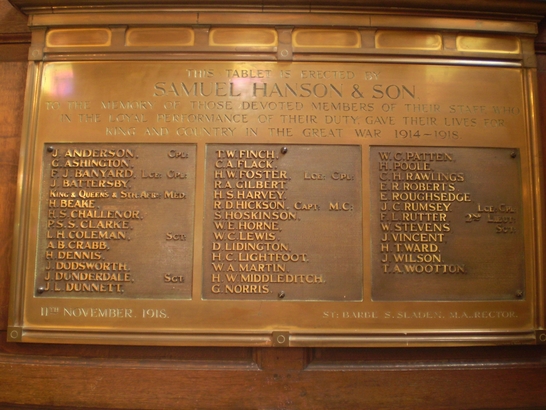 THIS TABLET IS ERECTED BY
SAMUEL HANSON & SON
TO THE MEMORY OF THOSE DEVOTED MEMBERS OF THEIR STAFF WHO
IN THE LOYAL PERFORMANCE OF THEIR DUTY, GAVE THEIR LIVES FOR
KING AND COUNTRY IN THE GREAT WAR 1914-1918.
J. ANDERSON, CPL:
G. ASHINGTON.
F. J. BANYARD, LCE: CPL:
J. BATTERSBY.
H. BEAKE.
H. S. CHALLENOR.
P. S. S. CLARKE.
L. H. COLEMAN, SGT:
A. B. CRABB.
H. DENNIS.
J. DODSWORTH.
J. DUNDERDALE, SGT:
J. L. DUNNETT.
T. W. FINCH.
C. A. FLACK.
H. W. FOSTER, LCE: CPL:
R. A. GILBERT.
H. S. HARVEY.
R. D. HICKSON, CAPT: M.C:
S. HOSKINSON.
W. E. HORNE.
W. C. LEWIS.
D. LIDINGTON.
H. C. LIGHTFOOT.
W. A. MARTIN.
H. W. MIDDLEDITCH.
G. NORRIS.
W. C. PATTEN.
H. POOLE.
C. H. RAWLINGS.
E. R. ROBERTS.
E. ROUGHSEDGE.
J. C. RUMSEY. LCE: CPL:
F. L. RUTTER. 2ND LIEUT:
W. STEVENS. SGT:
J. VINCENT.
H. T. WARD.
J. WILSON.
T. A. WOOTTON.
11TH NOVEMBER, 1918.
ST: BARBE S. SLADEN, M.A. RECTOR.